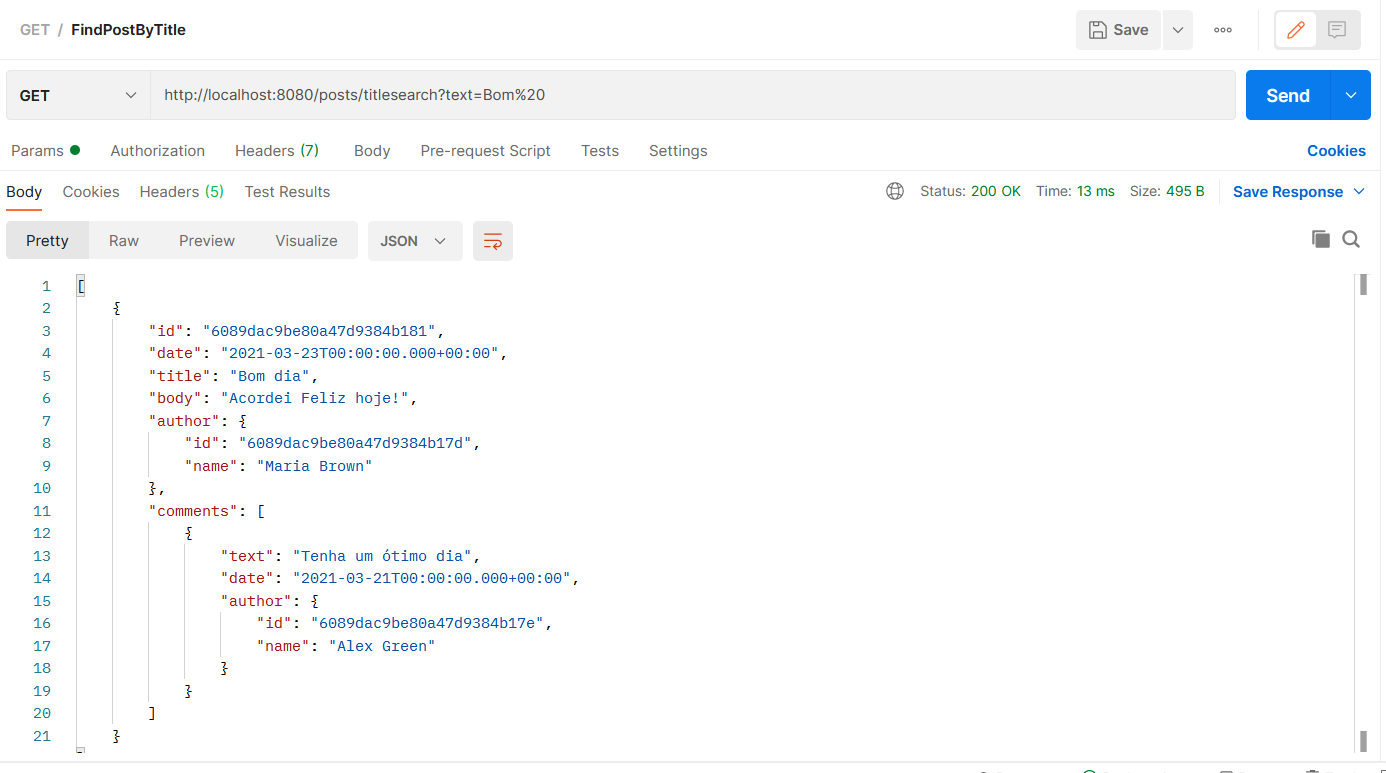 GET / FindPostByTitle
Save
GET http://localhost:8080/posts/titlesearch?text=Bom%20 Send
Params Authorization Headers (7) Body Pre-request Script Tests Settings Cookies
Body Cookies Headers (5) Test Results Status: 200 OK Time: 13 ms Size: 495 B Save Response
Pretty Raw Preview Visualize JSON
1 [
2 {
3 "id": "6089dac9be80a47d9384b181",
4 "date": "2021-03-23T00:00:00.000+00:00",
5 "title": "Bom dia",
6 "body": "Acordei Feliz hoje!",
7 "author": {
8 "id": "6089dac9be80a47d9384b17d",
9 "name": "Maria Brown"
10 },
11 "comments": [
12 {
13 "text": "Tenha um ótimo dia",
14 "date": "2021-03-21T00:00:00.000+00:00",
15 "author": {
16 "id": "6089dac9be80a47d9384b17e",
17 "name": "Alex Green"
18 }
19 }
20 ]
21 }